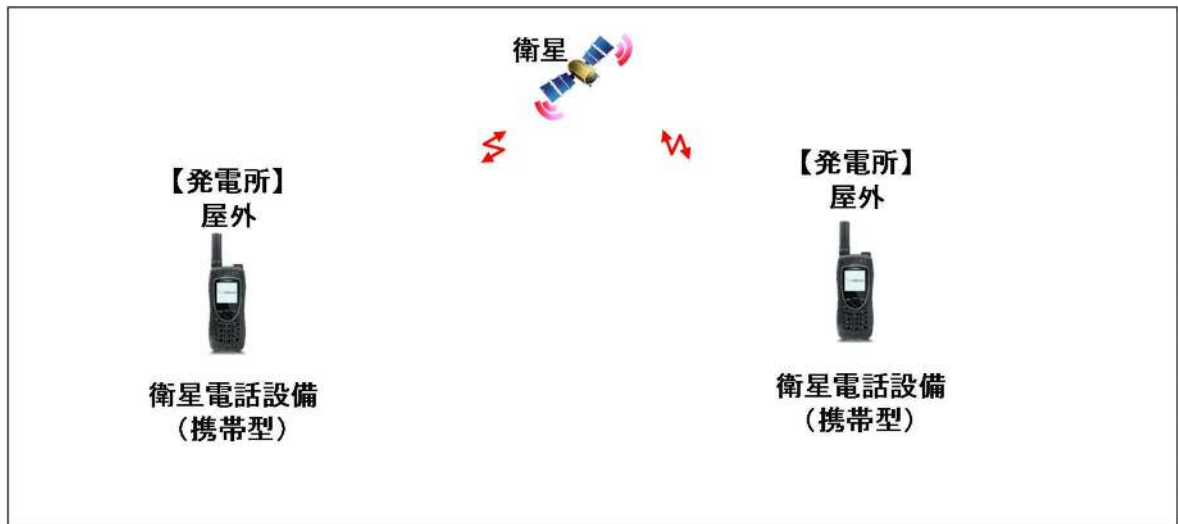 衛星
【発電所】
屋外
衛星電話設備
（携帯型）
【発電所】
屋外
衛星電話設備
（携帯型）